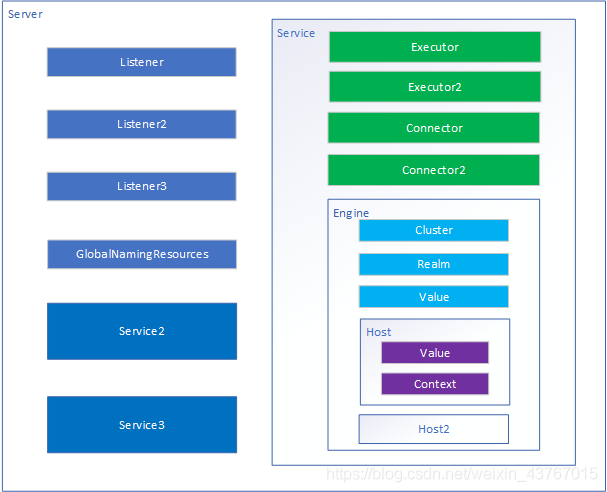 Server
Listener
Listener2
Listener3
GlobalNamingResources
Service2
Service3
Service
Executor
Executor2
Connector
Connector2
Engine
Cluster
Realm
Value
Host
Value
Context
Host2
https://blog.csdn.net/weixin_43767015